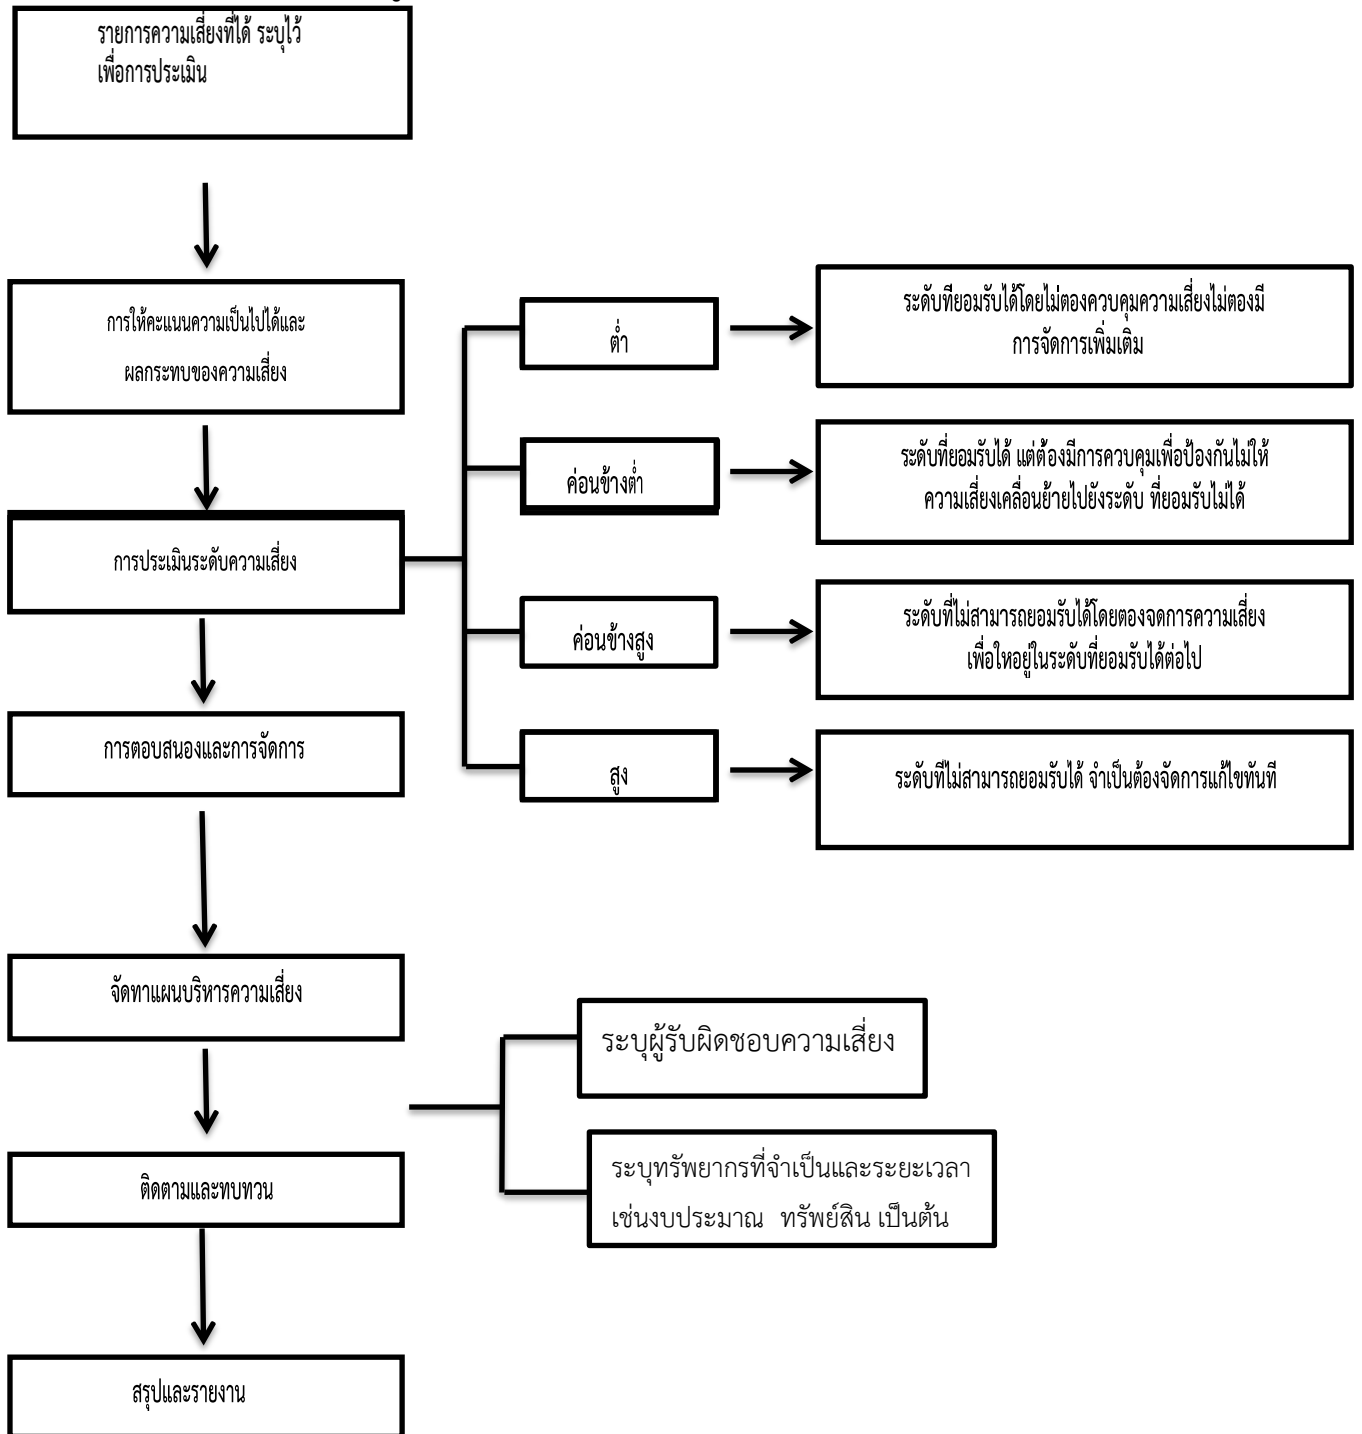 รายการความเสี่ยงที่ได้ ระบุไว้
เพื่อการประเมิน
การให้คะแนนความเป็นไปได้และ
ผลกระทบของความเสี่ยง
การประเมินระดับความเสี่ยง
การตอบสนองและการจัดการ
จัดทาแผนบริหารความเสี่ยง
ติดตามและทบทวน
สรุปและรายงาน
ต่ำ
ระดับทียอมรับได้โดยไม่ตองควบคุมความเสี่ยงไม่ตองมี
การจัดการเพิ่มเติม
ค่อนข้างต่ำ
ระดับที่ยอมรับได้ แต่ต้องมีการควบคุมเพื่อป้องกันไม่ให้
ความเสี่ยงเคลื่อนย้ายไปยังระดับ ที่ยอมรับไม่ได้
ค่อนข้างสูง
ระดับที่ไม่สามารถยอมรับได้โดยตองจดการความเสี่ยง
เพื่อใหอยู่ในระดับที่ยอมรับได้ต่อไป
สูง
ระดับที่ไม่สามารถยอมรับได้ จำเป็นต้องจัดการแก้ไขทันที
ระบุผู้รับผิดชอบความเสี่ยง
ระบุทรัพยากรที่จำเป็นและระยะเวลา
เช่นงบประมาณ ทรัพย์สิน เป็นต้น